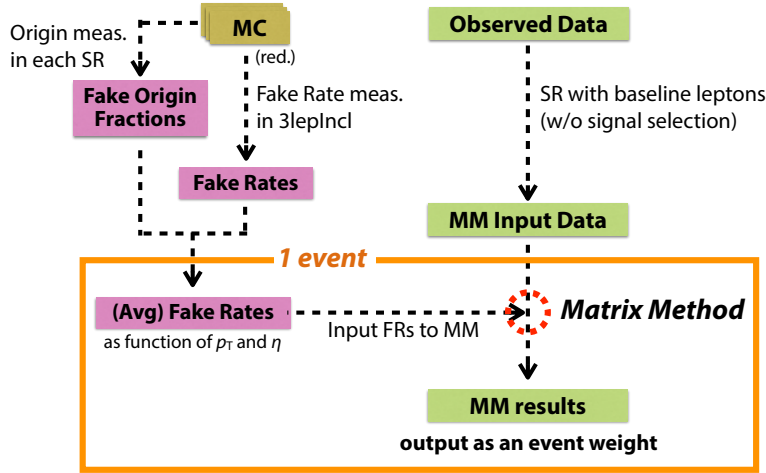 Origin meas.
in each SR
MC
(red.)
Observed Data
Fake Origin
Fractions
Fake Rate meas.
in 3lepIncl
SR with baseline leptons
(w/o signal selection)
Fake Rates
MM Input Data
1 event
(Avg) Fake Rates
as function of pT and η
Input FRs to MM
Matrix Method
MM results
output as an event weight